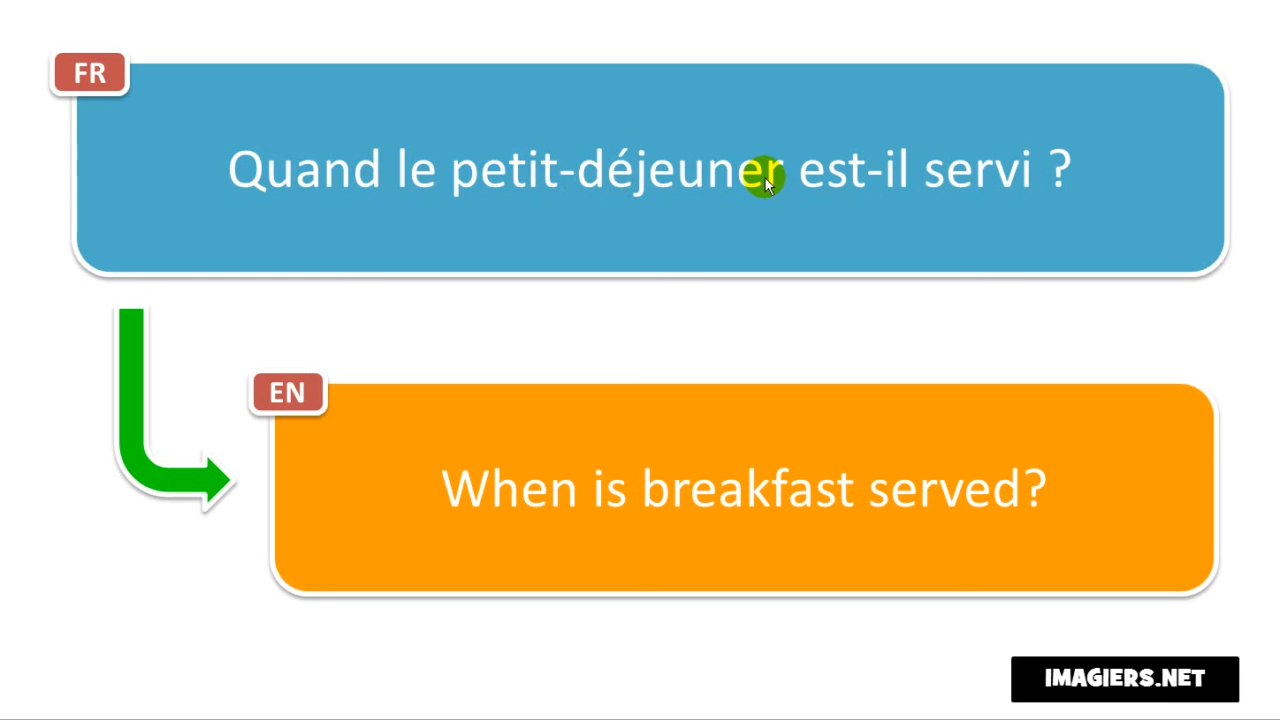 FR
Quand le petit-déjeuner est-il servi ?
EN
When is breakfast served?
IMAGIERS.NET